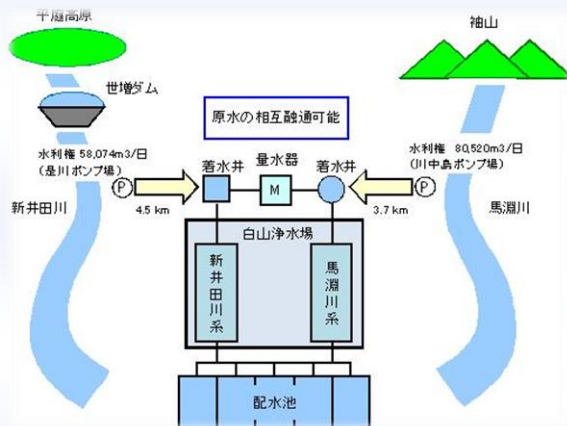 平庭高原
袖山
世増ダム
原水の相互融通可能
水利権 58,074m3/日
(是川ポンプ場)
水利権 80,520m3/日
(川中島ポンプ場)
着水井
量水器
着水井
P
M
P
4.5 km
3.7 km
新井田川
馬淵川
白山浄水場
新井田川系
馬淵川系
配水池